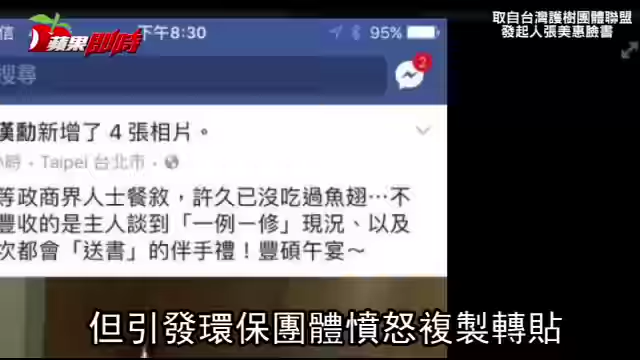 信
下午8:30
95%
蘋果即時
取自台灣護樹團體聯盟
發起人張美惠臉書
搜尋
2
漢勳新增了 4 張相片。
小時 · Taipei 台北市 ·
等政商界人士餐敘，許久已沒吃過魚翅…不
豐收的是主人談到「一例一修」現況、以及
次都會「送書」的伴手禮！豐碩午宴～
但引發環保團體憤怒複製轉貼